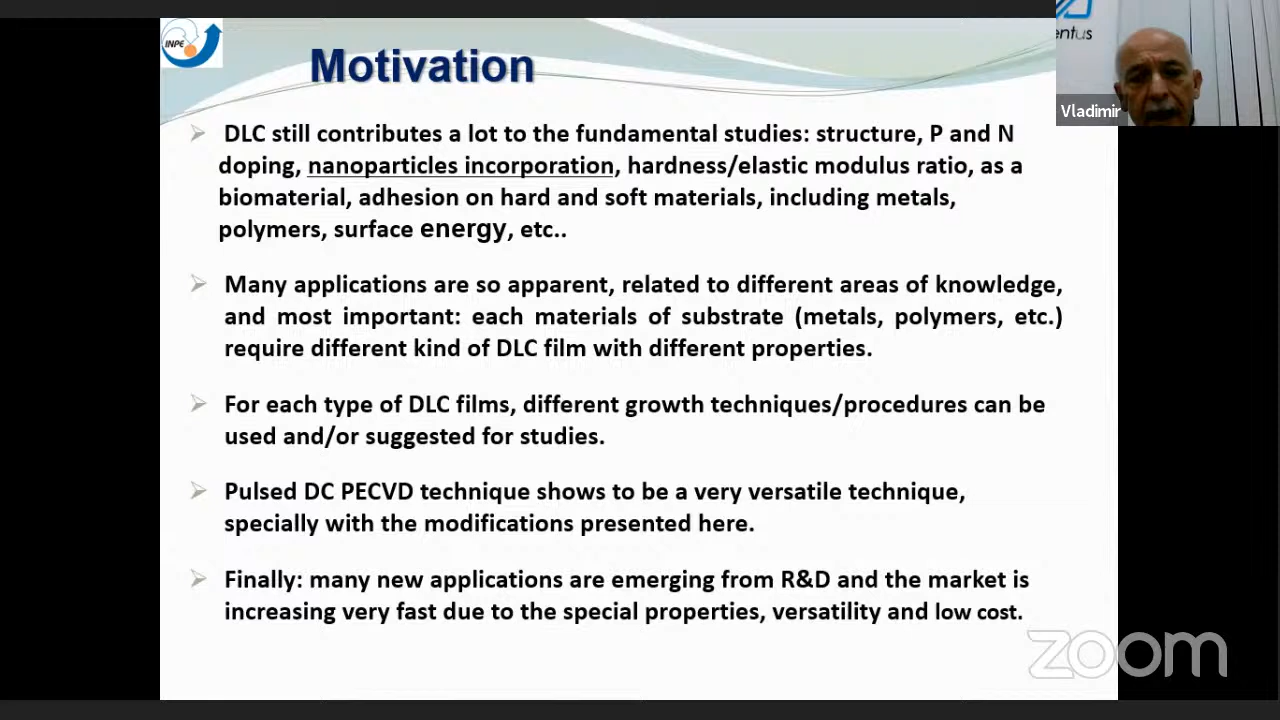 INPE
Motivation
entus
Vladimir
DLC still contributes a lot to the fundamental studies: structure, P and N
doping, nanoparticles incorporation, hardness/elastic modulus ratio, as a
biomaterial, adhesion on hard and soft materials, including metals,
polymers, surface energy, etc..
Many applications are so apparent, related to different areas of knowledge,
and most important: each materials of substrate (metals, polymers, etc.)
require different kind of DLC film with different properties.
For each type of DLC films, different growth techniques/procedures can be
used and/or suggested for studies.
Pulsed DC PECVD technique shows to be a very versatile technique,
specially with the modifications presented here.
Finally: many new applications are emerging from R&D and the market is
increasing very fast due to the special properties, versatility and low cost.
zoom